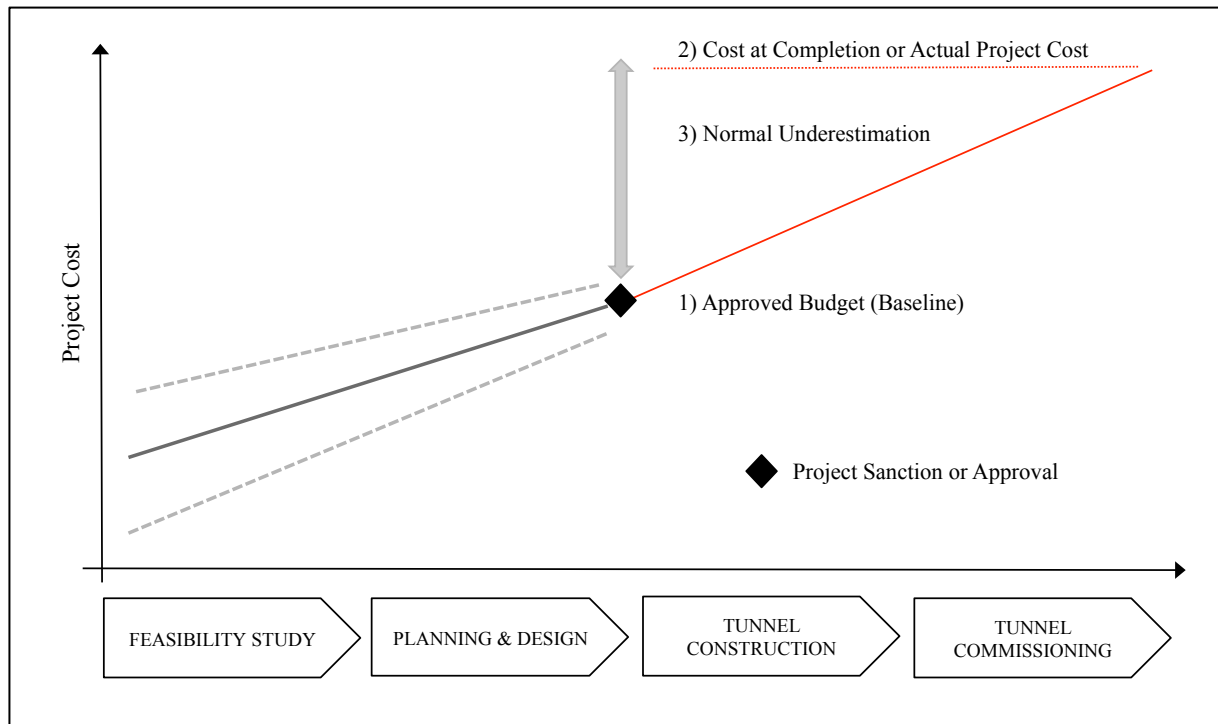 2) Cost at Completion or Actual Project Cost
3) Normal Underestimation
Project Cost
1) Approved Budget (Baseline)
Project Sanction or Approval
FEASIBILITY STUDY
PLANNING & DESIGN
TUNNEL
CONSTRUCTION
TUNNEL
COMMISSIONING